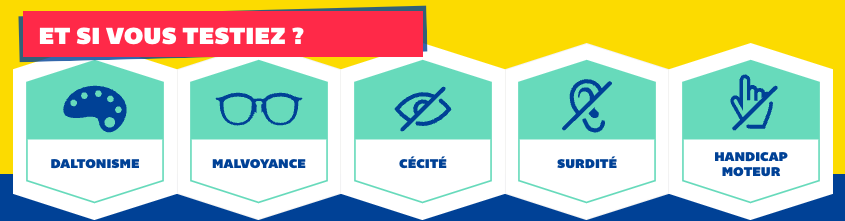 ET SI VOUS TESTIEZ ?
DALTONISME
MALVOYANCE
CÉCITÉ
SURDITÉ
HANDICAP
MOTEUR